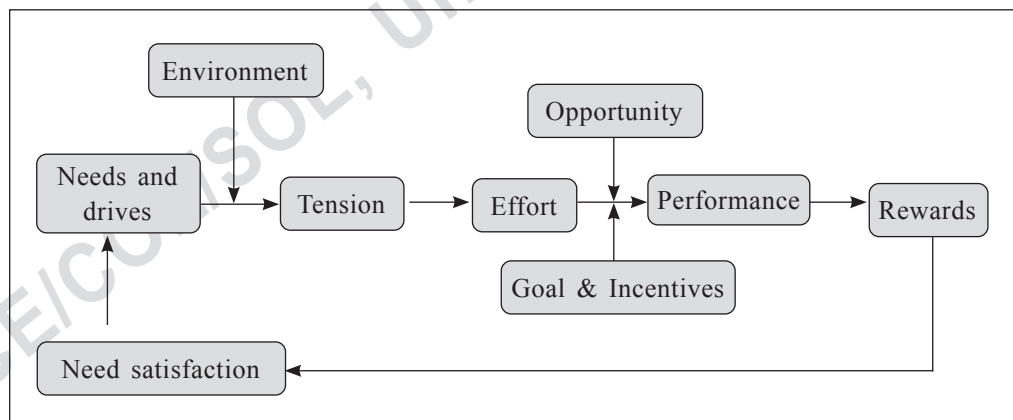 Environment
Opportunity
Needs and
drives
Tension
Effort
Performance
Rewards
Goal & Incentives
Need satisfaction